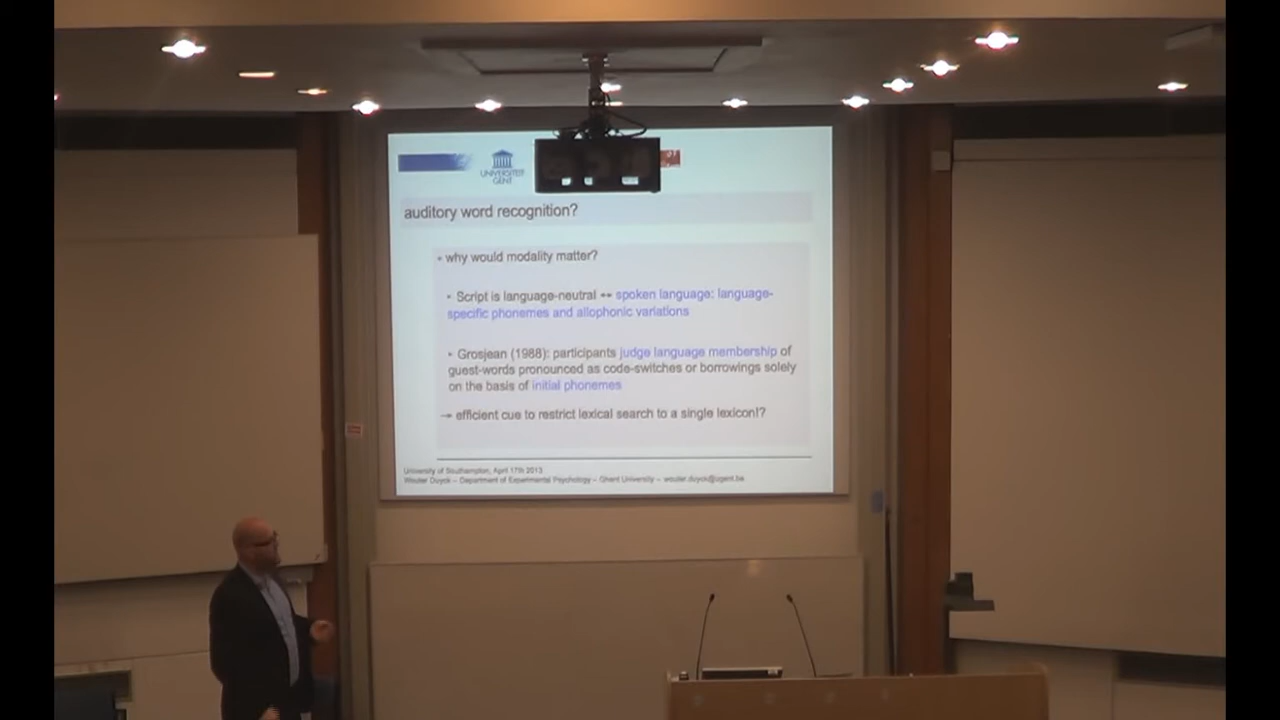 UNIVERSITEIT
GENT
auditory word recognition?
• why would modality matter?
• Script is language-neutral ↔ spoken language: language-
specific phonemes and allophonic variations
• Grosjean (1988): participants judge language membership of
guest-words pronounced as code-switches or borrowings solely
on the basis of initial phonemes
→ efficient cue to restrict lexical search to a single lexicon!?
University of Southampton, April 17th 2013
Wouter Duyck – Department of Experimental Psychology – Ghent University – wouter.duyck@ugent.be